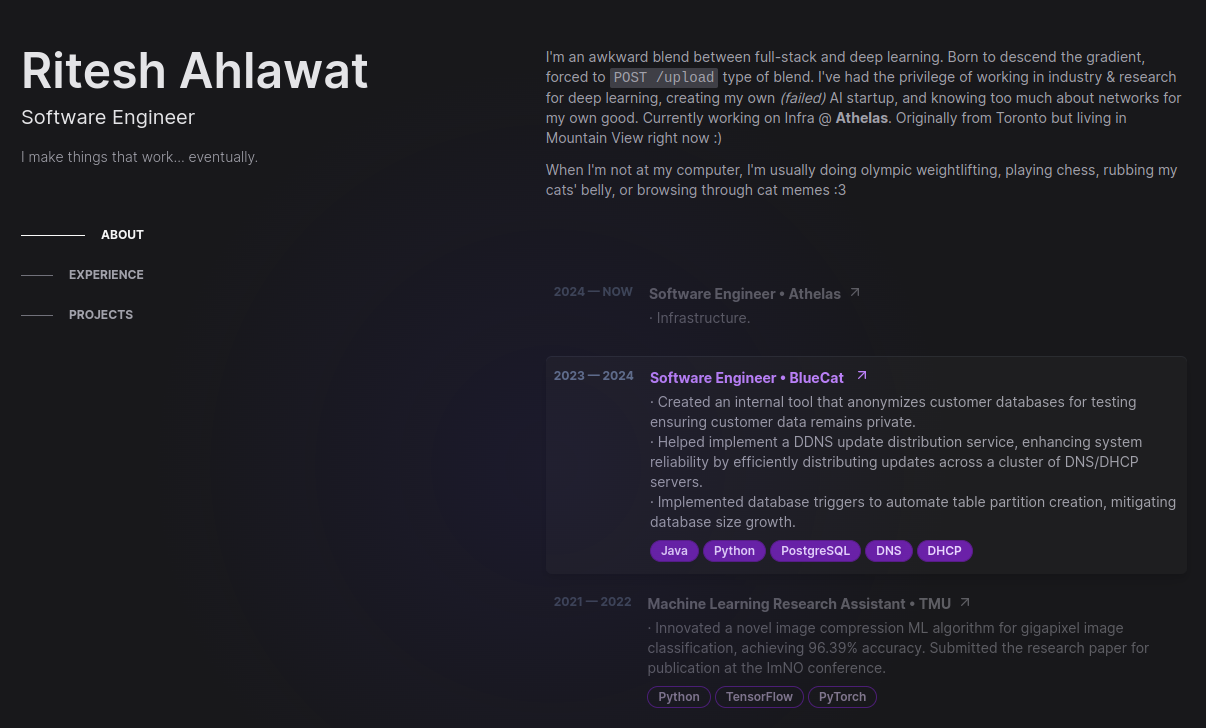 Ritesh Ahlawat
Software Engineer
I make things that work... eventually.
ABOUT
EXPERIENCE
PROJECTS
I'm an awkward blend between full-stack and deep learning. Born to descend the gradient,
forced to POST /upload type of blend. I've had the privilege of working in industry & research
for deep learning, creating my own (failed) AI startup, and knowing too much about networks for
my own good. Currently working on Infra @ Athelas. Originally from Toronto but living in
Mountain View right now :)
When I'm not at my computer, I'm usually doing olympic weightlifting, playing chess, rubbing my
cats' belly, or browsing through cat memes :3
2024 — NOW
Software Engineer • Athelas
· Infrastructure.
2023 — 2024
Software Engineer • BlueCat
· Created an internal tool that anonymizes customer databases for testing
ensuring customer data remains private.
· Helped implement a DDNS update distribution service, enhancing system
reliability by efficiently distributing updates across a cluster of DNS/DHCP
servers.
· Implemented database triggers to automate table partition creation, mitigating
database size growth.
Java Python PostgreSQL DNS DHCP
2021 — 2022
Machine Learning Research Assistant • TMU
· Innovated a novel image compression ML algorithm for gigapixel image
classification, achieving 96.39% accuracy. Submitted the research paper for
publication at the ImNO conference.
Python TensorFlow PyTorch